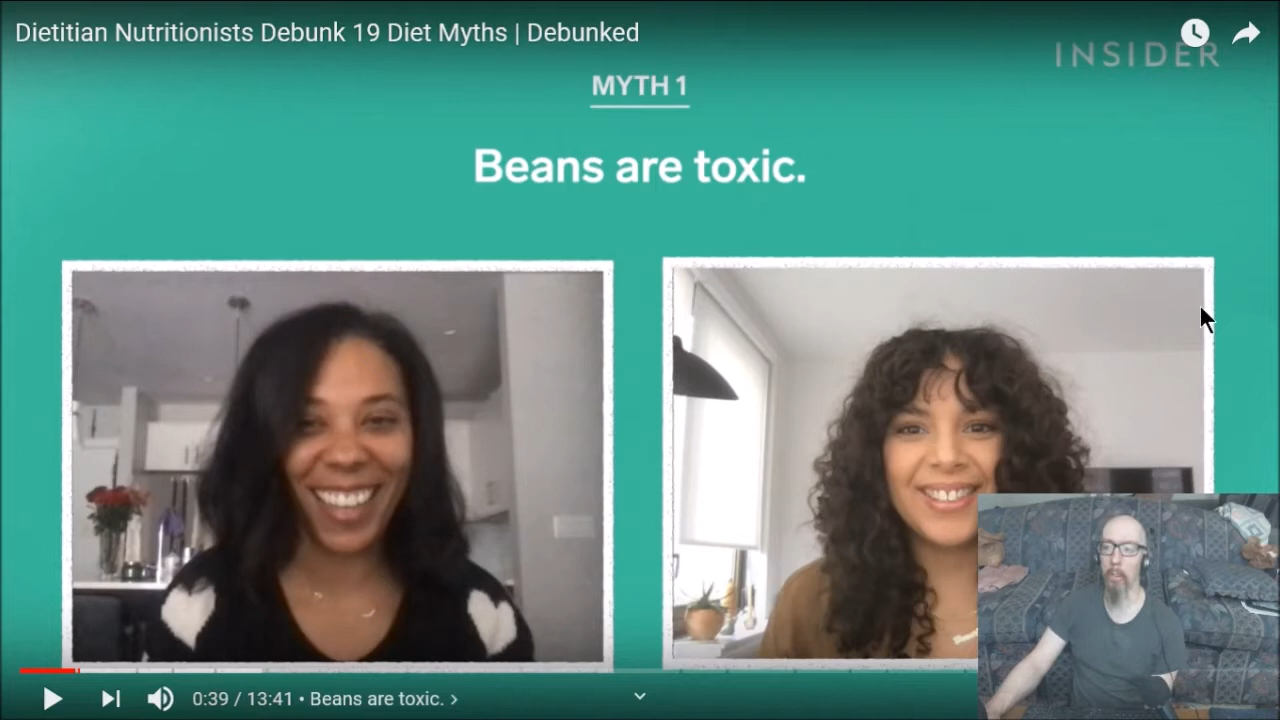 Dietitian Nutritionists Debunk 19 Diet Myths | Debunked
INSIDER
MYTH 1
Beans are toxic.
0:39 / 13:41 • Beans are toxic. ›